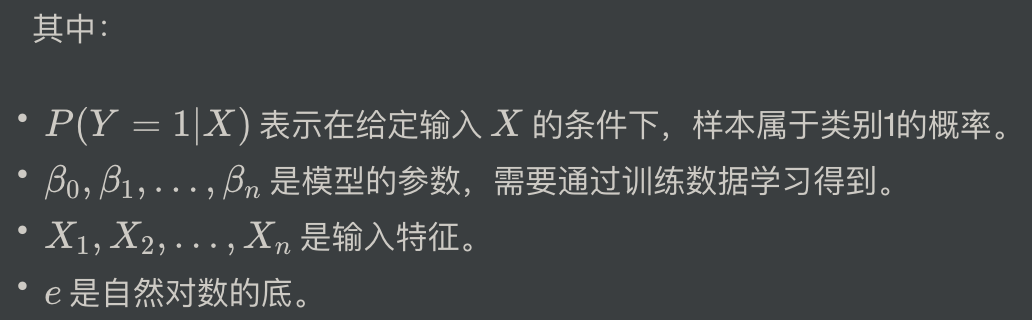 其中：
• P(Y = 1|X) 表示在给定输入 X 的条件下，样本属于类别1的概率。
• β₀, β₁, . . . , βₙ 是模型的参数，需要通过训练数据学习得到。
• X₁, X₂, . . . , Xₙ 是输入特征。
• e 是自然对数的底。